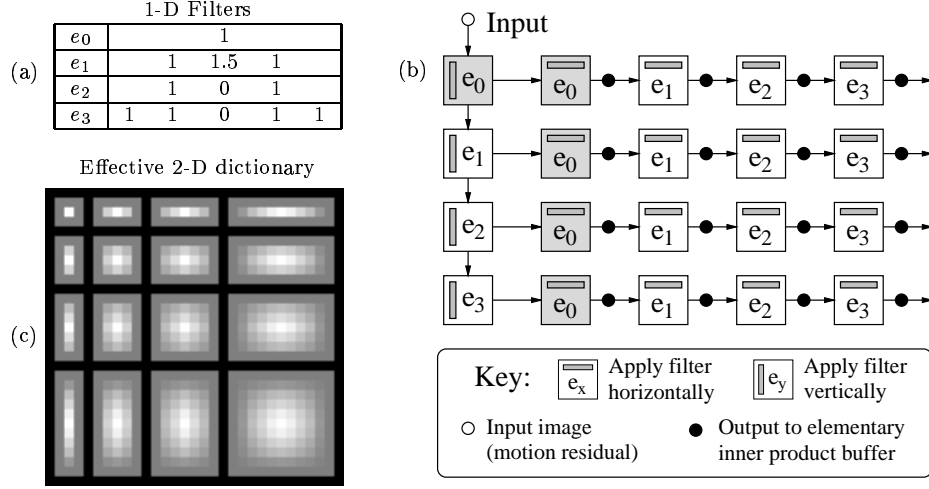 1-D Filters
(a)
e0 1
e1 1 1.5 1
e2 1 0 1
e3 1 1 0 1 1
Effective 2-D dictionary
(c)
(b)
Input
e0 e0 e1 e2 e3
e1 e0 e1 e2 e3
e2 e0 e1 e2 e3
e3 e0 e1 e2 e3
Key:
ex
Apply filter
horizontally
ey
Apply filter
vertically
Input image
(motion residual)
Output to elementary
inner product buffer